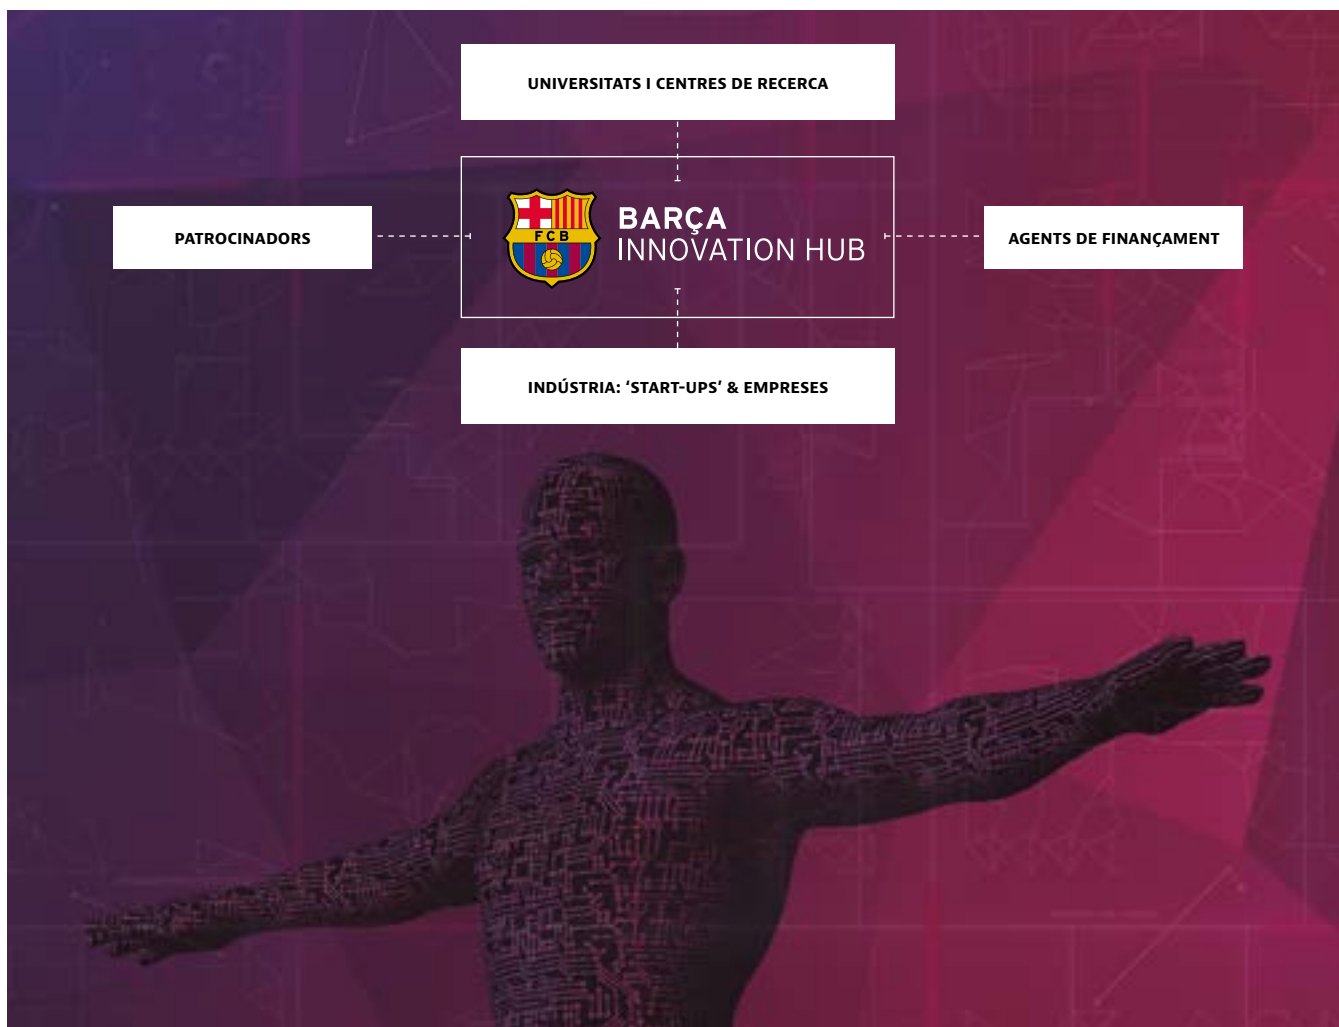 UNIVERSITATS I CENTRES DE RECERCA
PATROCINADORS
FCB
BARÇA
INNOVATION HUB
AGENTS DE FINANÇAMENT
INDÚSTRIA: ‘START-UPS’ & EMPRESES